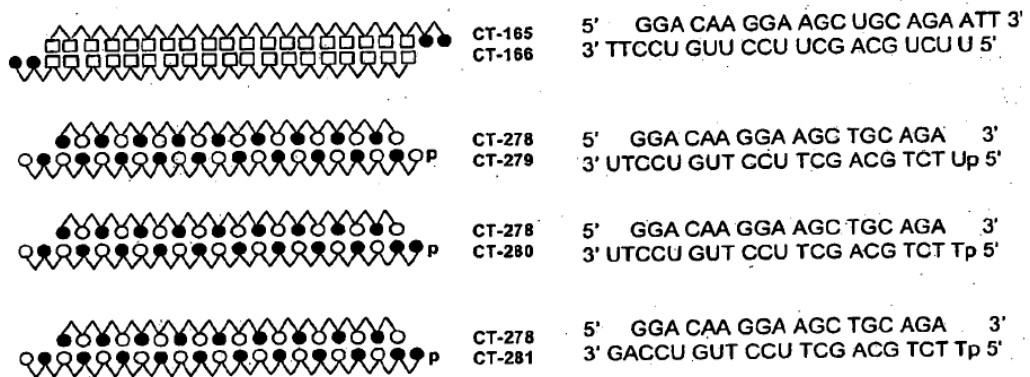 CT-165 5' GGA CAA GGA AGC UGC AGA ATT 3'
CT-166 3' TTCCU GUU CCU UCG ACG UCU U 5'
CT-278 5' GGA CAA GGA AGC TGC AGA 3'
p CT-279 3' UTCCU GUT CCU TCG ACG TCT Up 5'
CT-278 5' GGA CAA GGA AGC TGC AGA 3'
p CT-280 3' UTCCU GUT CCU TCG ACG TCT Tp 5'
CT-278 5' GGA CAA GGA AGC TGC AGA 3'
p CT-281 3' GACCU GUT CCU TCG ACG TCT Tp 5'